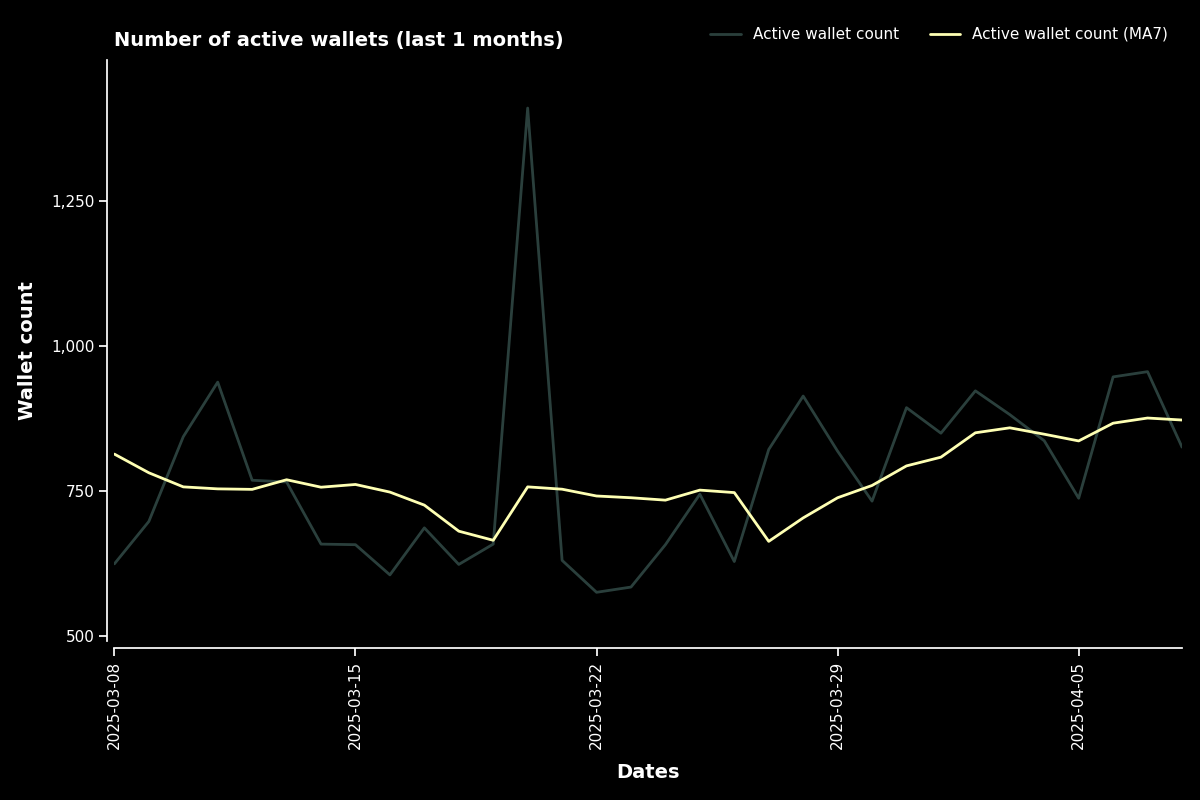 Number of active wallets (last 1 months)
Active wallet count
Active wallet count (MA7)
Wallet count
1,250
1,000
750
500
2025-03-08
2025-03-15
2025-03-22
2025-03-29
2025-04-05
Dates